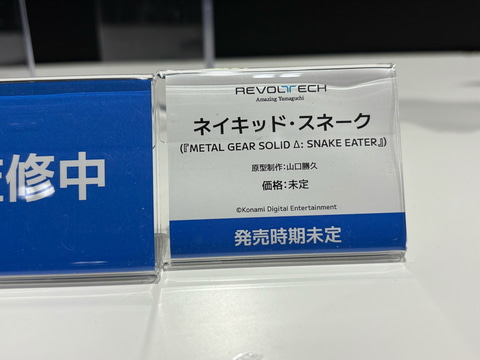 修中
REVOLTECH
Amazing Yamaguchi
ネイキッド・スネーク
(『METAL GEAR SOLID Δ: SNAKE EATER』)
原型制作：山口勝久
価格：未定
©Konami Digital Entertainment
発売時期未定